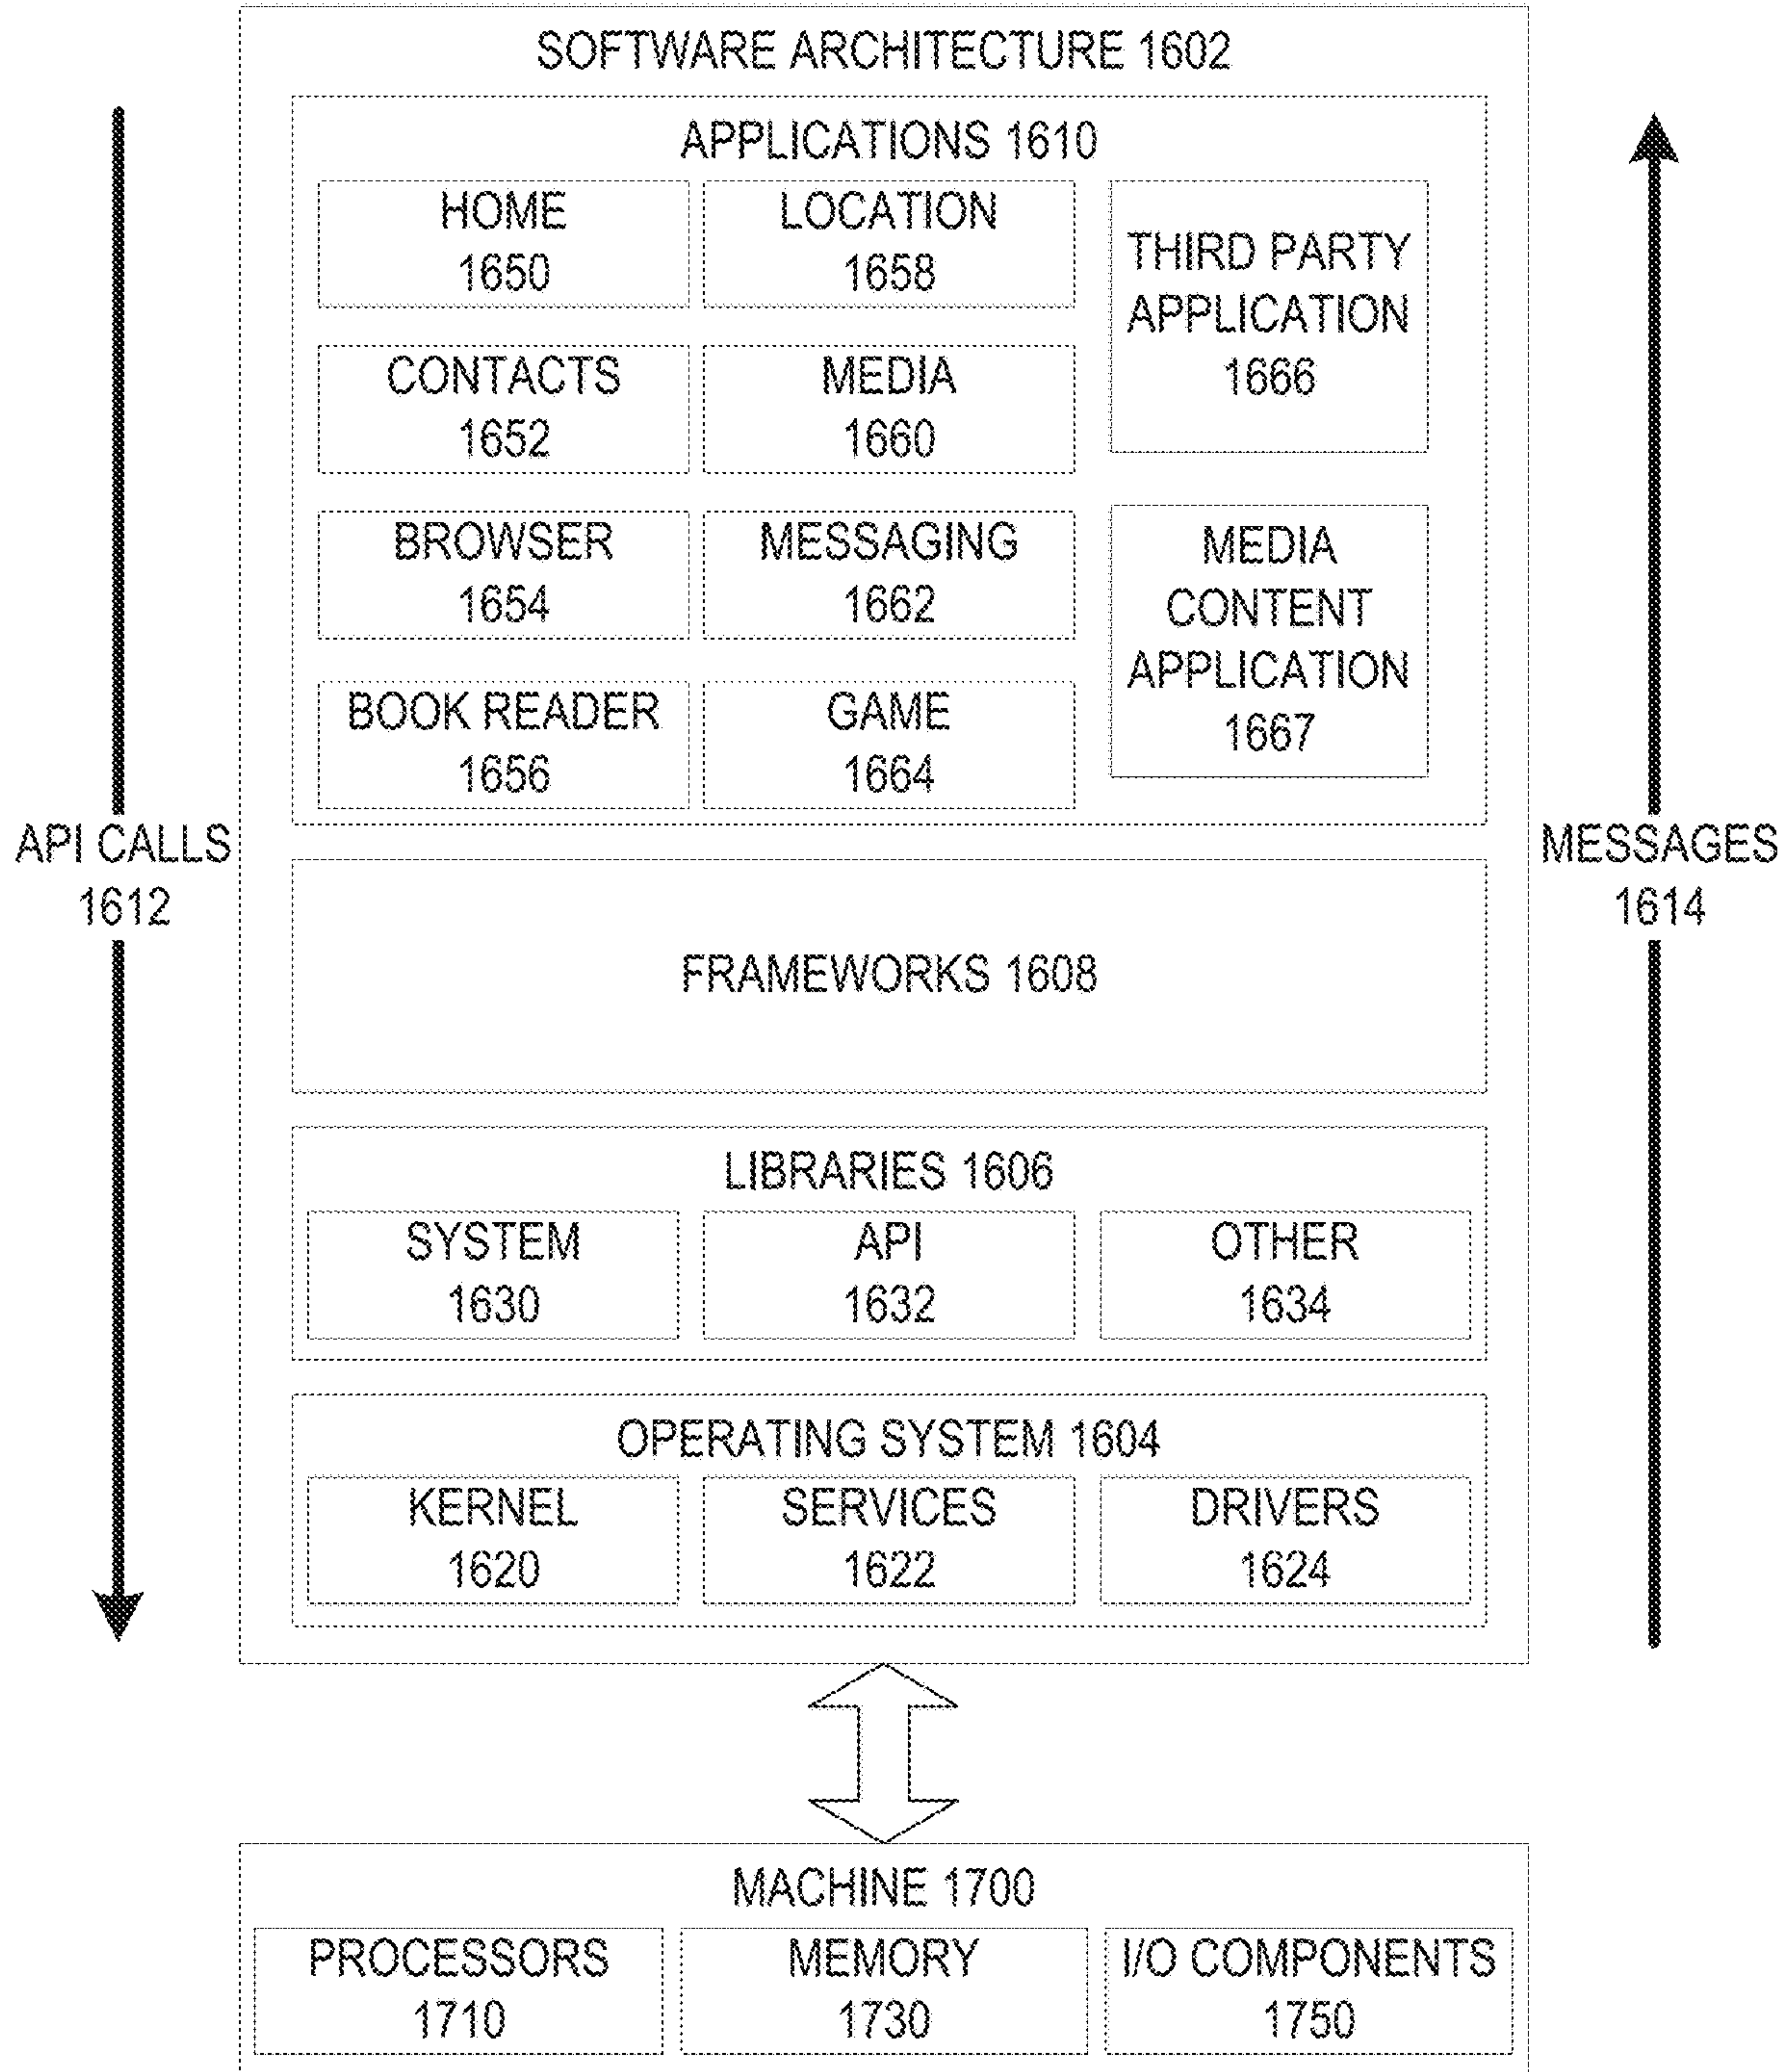 SOFTWARE ARCHITECTURE 1602
APPLICATIONS 1610
HOME
1650
LOCATION
1658
THIRD PARTY
APPLICATION
1666
CONTACTS
1652
MEDIA
1660
BROWSER
1654
MESSAGING
1662
MEDIA
CONTENT
APPLICATION
1667
BOOK READER
1656
GAME
1664
API CALLS
1612
MESSAGES
1614
FRAMEWORKS 1608
LIBRARIES 1606
SYSTEM
1630
API
1632
OTHER
1634
OPERATING SYSTEM 1604
KERNEL
1620
SERVICES
1622
DRIVERS
1624
MACHINE 1700
PROCESSORS
1710
MEMORY
1730
I/O COMPONENTS
1750